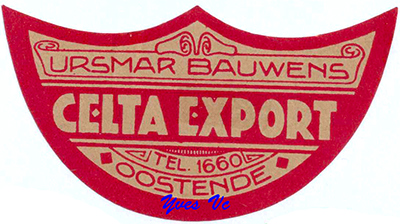 URSMAR BAUWENS
CELTA EXPORT
TEL. 1660
OOSTENDE
Yves Vc